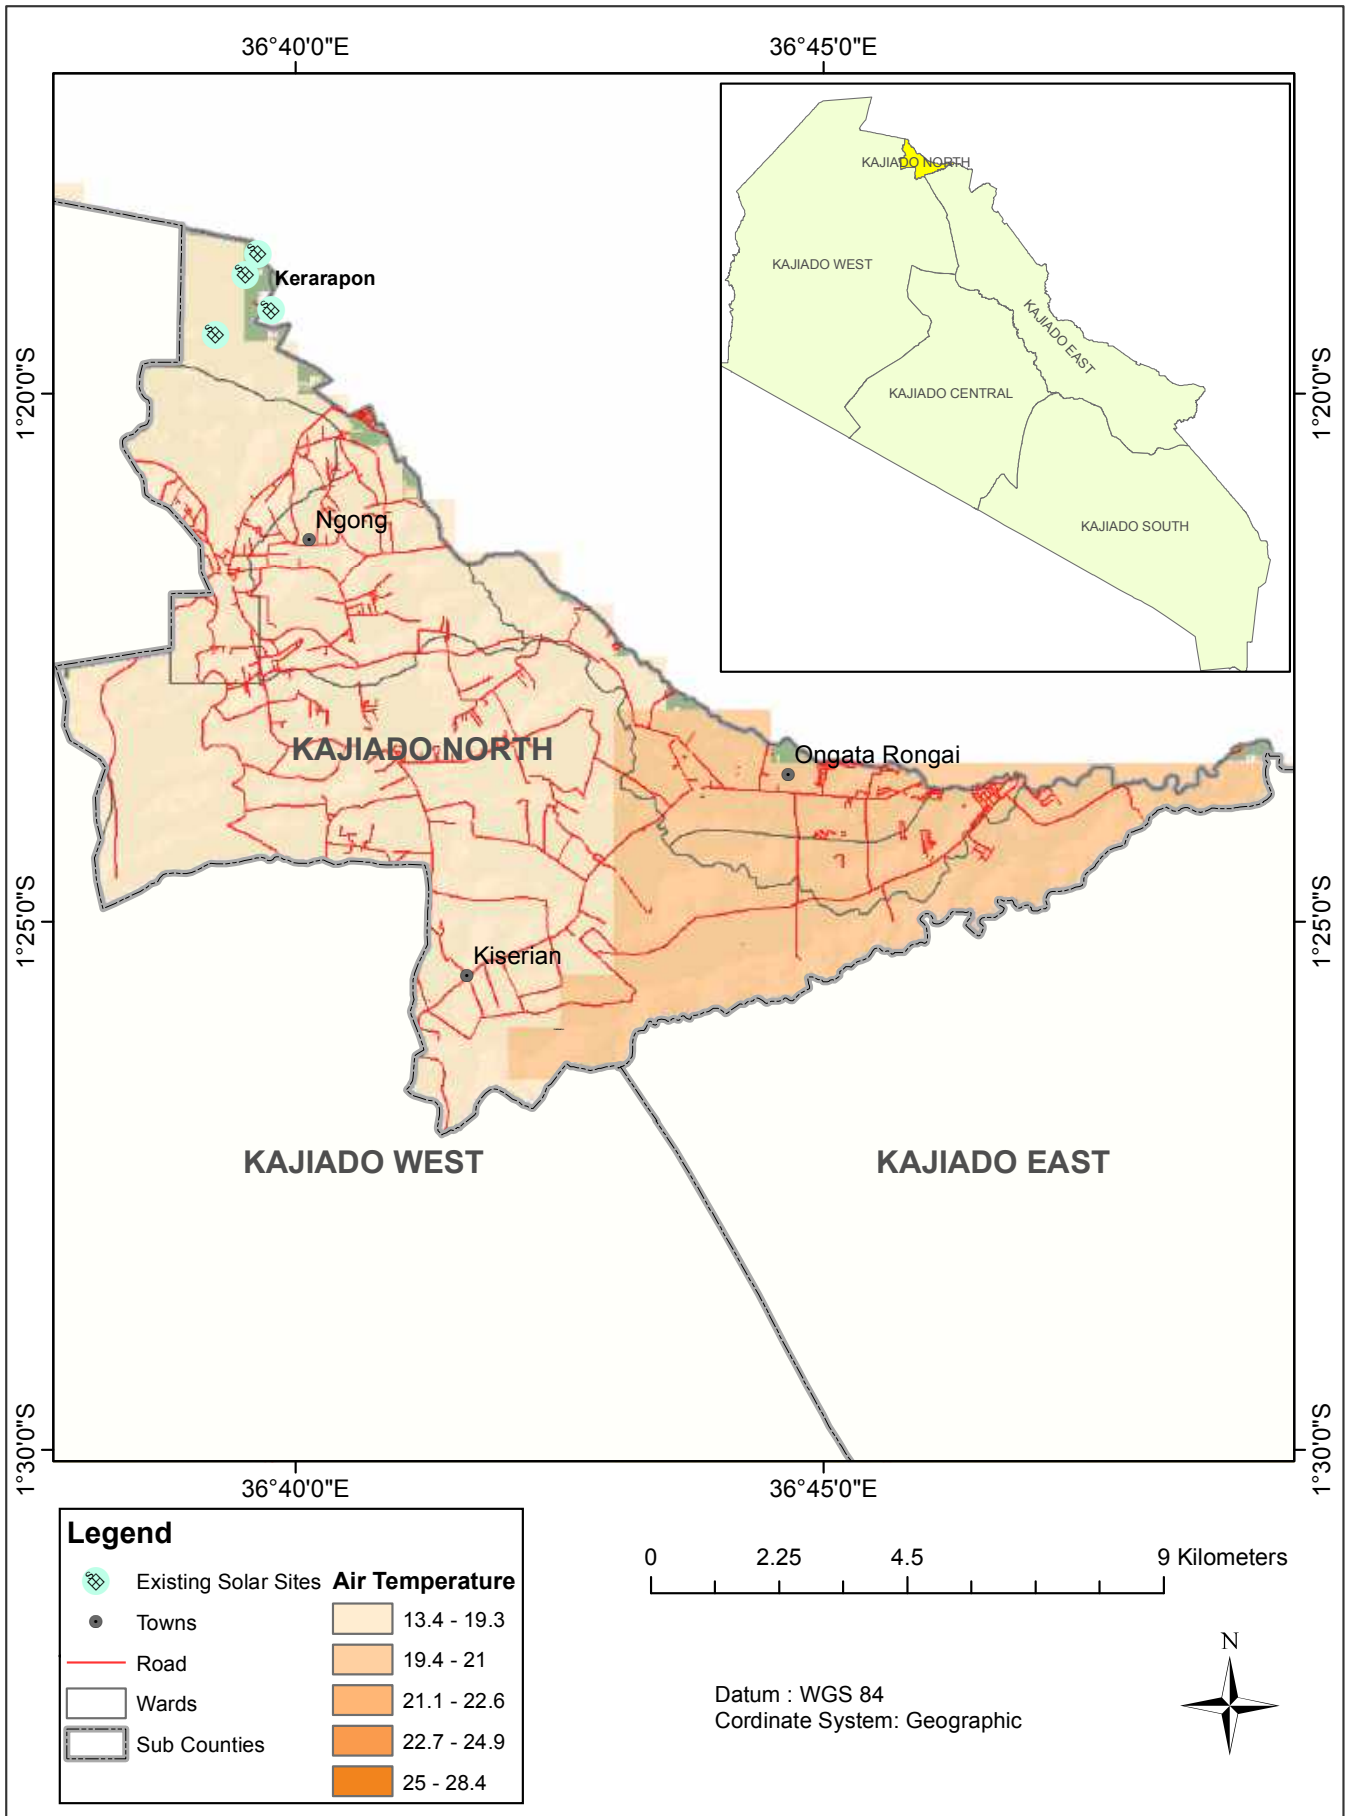 36°40'0"E
36°45'0"E
KAJIADO NORTH
KAJIADO WEST
KAJIADO EAST
KAJIADO CENTRAL
KAJIADO SOUTH
Kerarapon
1°20'0"S
1°20'0"S
Ngong
KAJIADO NORTH
Ongata Rongai
1°25'0"S
1°25'0"S
Kiserian
KAJIADO WEST
KAJIADO EAST
1°30'0"S
1°30'0"S
36°40'0"E
36°45'0"E
Legend
Existing Solar Sites
Towns
Road
Wards
Sub Counties
Air Temperature
13.4 - 19.3
19.4 - 21
21.1 - 22.6
22.7 - 24.9
25 - 28.4
0 2.25 4.5 9 Kilometers
N
Datum : WGS 84
Cordinate System: Geographic